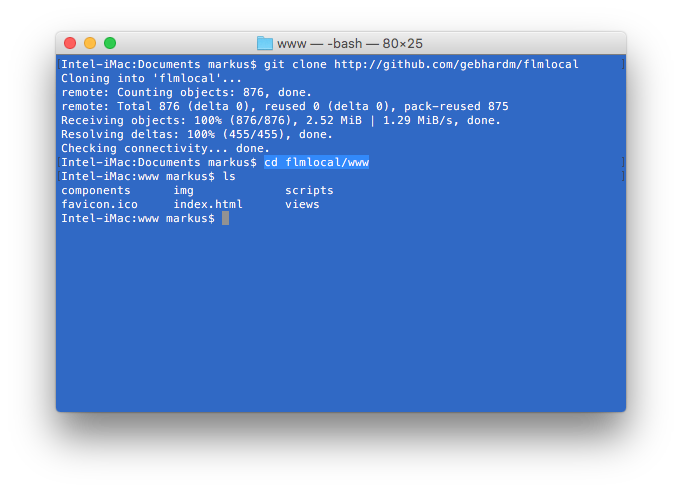 www — -bash — 80×25
Intel-iMac:Documents markus$ git clone http://github.com/gebhardm/flmlocal
Cloning into 'flmlocal'...
remote: Counting objects: 876, done.
remote: Total 876 (delta 0), reused 0 (delta 0), pack-reused 875
Receiving objects: 100% (876/876), 2.52 MiB | 1.29 MiB/s, done.
Resolving deltas: 100% (455/455), done.
Checking connectivity... done.
Intel-iMac:Documents markus$ cd flmlocal/www
Intel-iMac:www markus$ ls
components      img             scripts
favicon.ico     index.html      views
Intel-iMac:www markus$